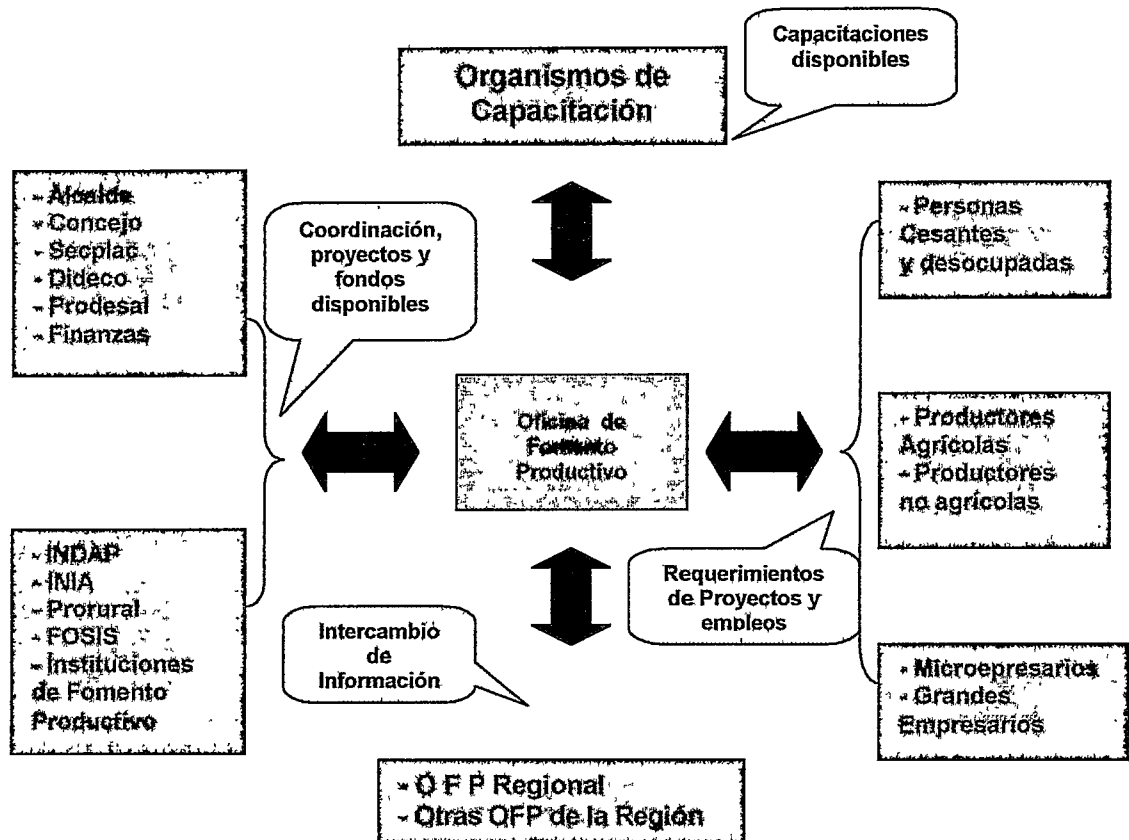 Capacitaciones
disponibles
Organismos de
Capacitación
- Alcalde
- Concejo
- Secplac
- Dideco
- Prodesal
- Finanzas
Coordinación,
proyectos y
fondos
disponibles
- Personas
Cesantes
y desocupadas
Oficina de
Fomento
Productivo
- Productores
Agrícolas
- Productores
no agrícolas
- INDAP
- INIA
- Prorural
- FOSIS
- Instituciones
de Fomento
Productivo
Intercambio
de
Información
Requerimientos
de Proyectos y
empleos
- Microepresarios
- Grandes
Empresarios
- O F P Regional
- Otras OFP de la Región